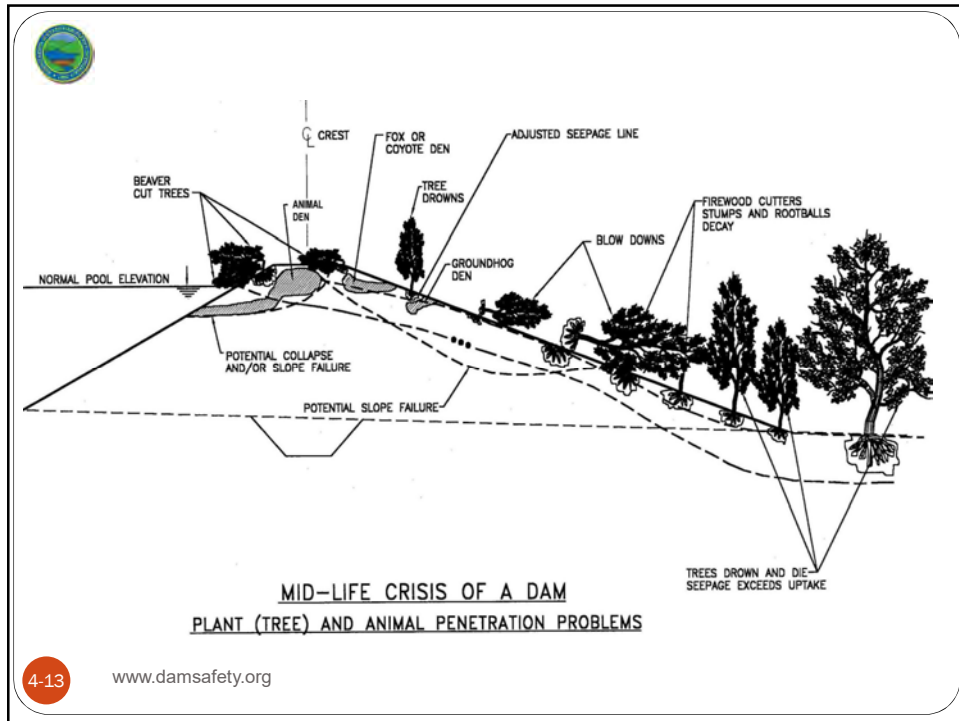 ℄ CREST
FOX OR
COYOTE DEN
ADJUSTED SEEPAGE LINE
BEAVER
CUT TREES
ANIMAL
DEN
TREE
DROWNS
FIREWOOD CUTTERS
STUMPS AND ROOTBALLS
DECAY
BLOW DOWNS
NORMAL POOL ELEVATION
GROUNDHOG
DEN
POTENTIAL COLLAPSE
AND/OR SLOPE FAILURE
POTENTIAL SLOPE FAILURE
TREES DROWN AND DIE
SEEPAGE EXCEEDS UPTAKE
MID-LIFE CRISIS OF A DAM
PLANT (TREE) AND ANIMAL PENETRATION PROBLEMS
4-13
www.damsafety.org